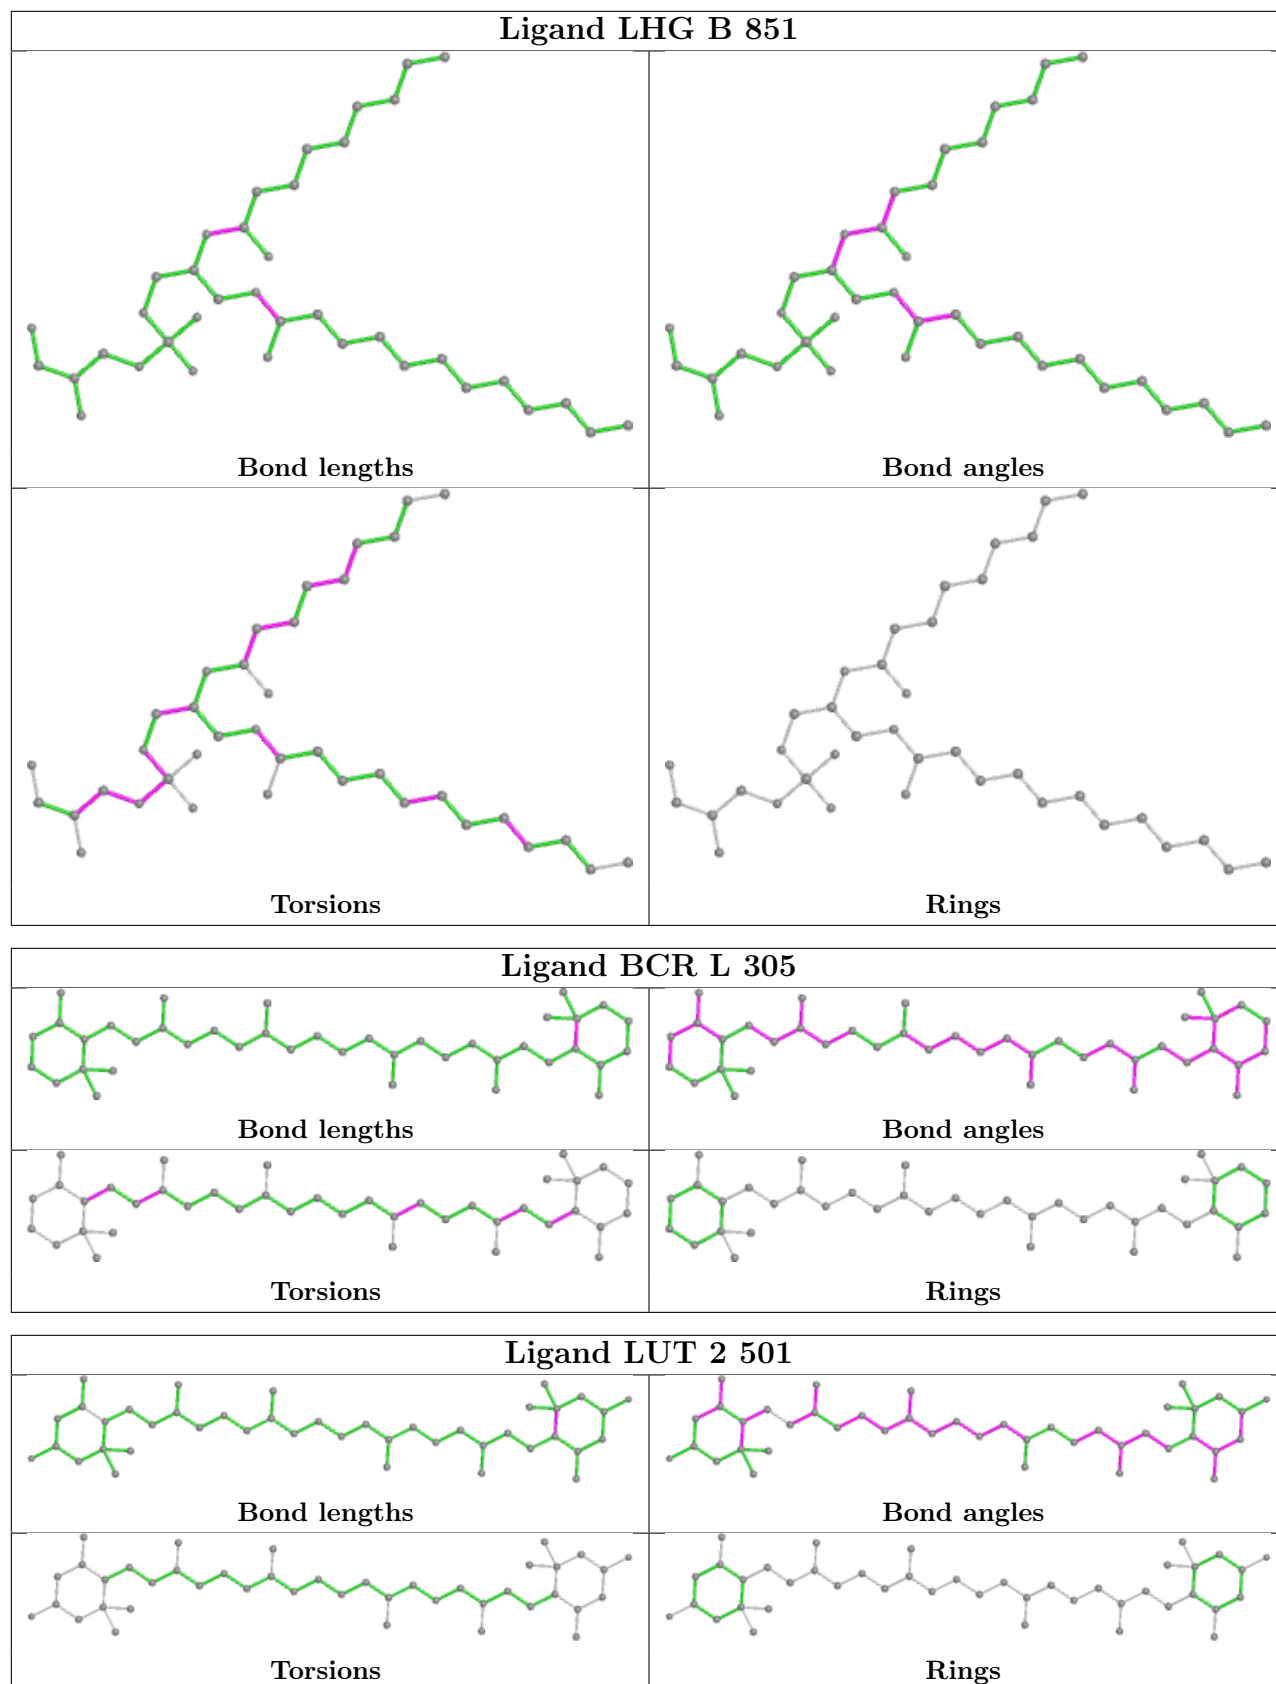 Ligand LHG B 851
Bond lengths
Bond angles
Torsions
Rings
Ligand BCR L 305
Bond lengths
Bond angles
Torsions
Rings
Ligand LUT 2 501
Bond lengths
Bond angles
Torsions
Rings